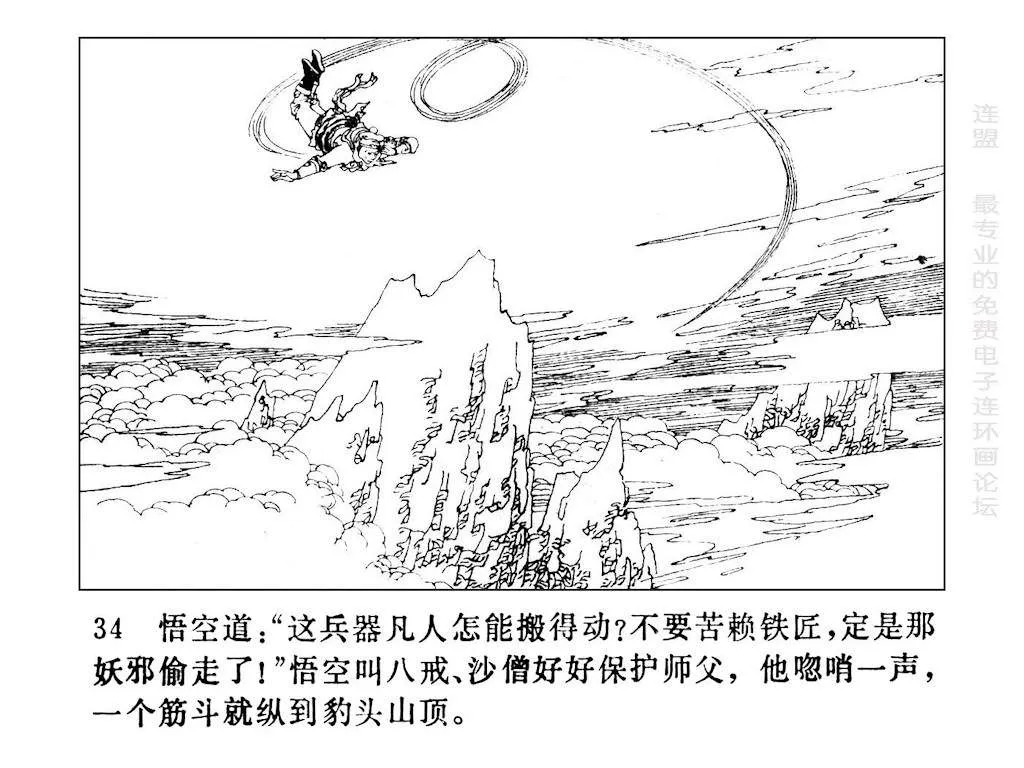 34 悟空道：“这兵器凡人怎能搬得动？不要苦赖铁匠，定是那
妖邪偷走了！”悟空叫八戒、沙僧好好保护师父，他唿哨一声，
一个筋斗就纵到豹头山顶。
连盟 最专业的免费电子连环画论坛